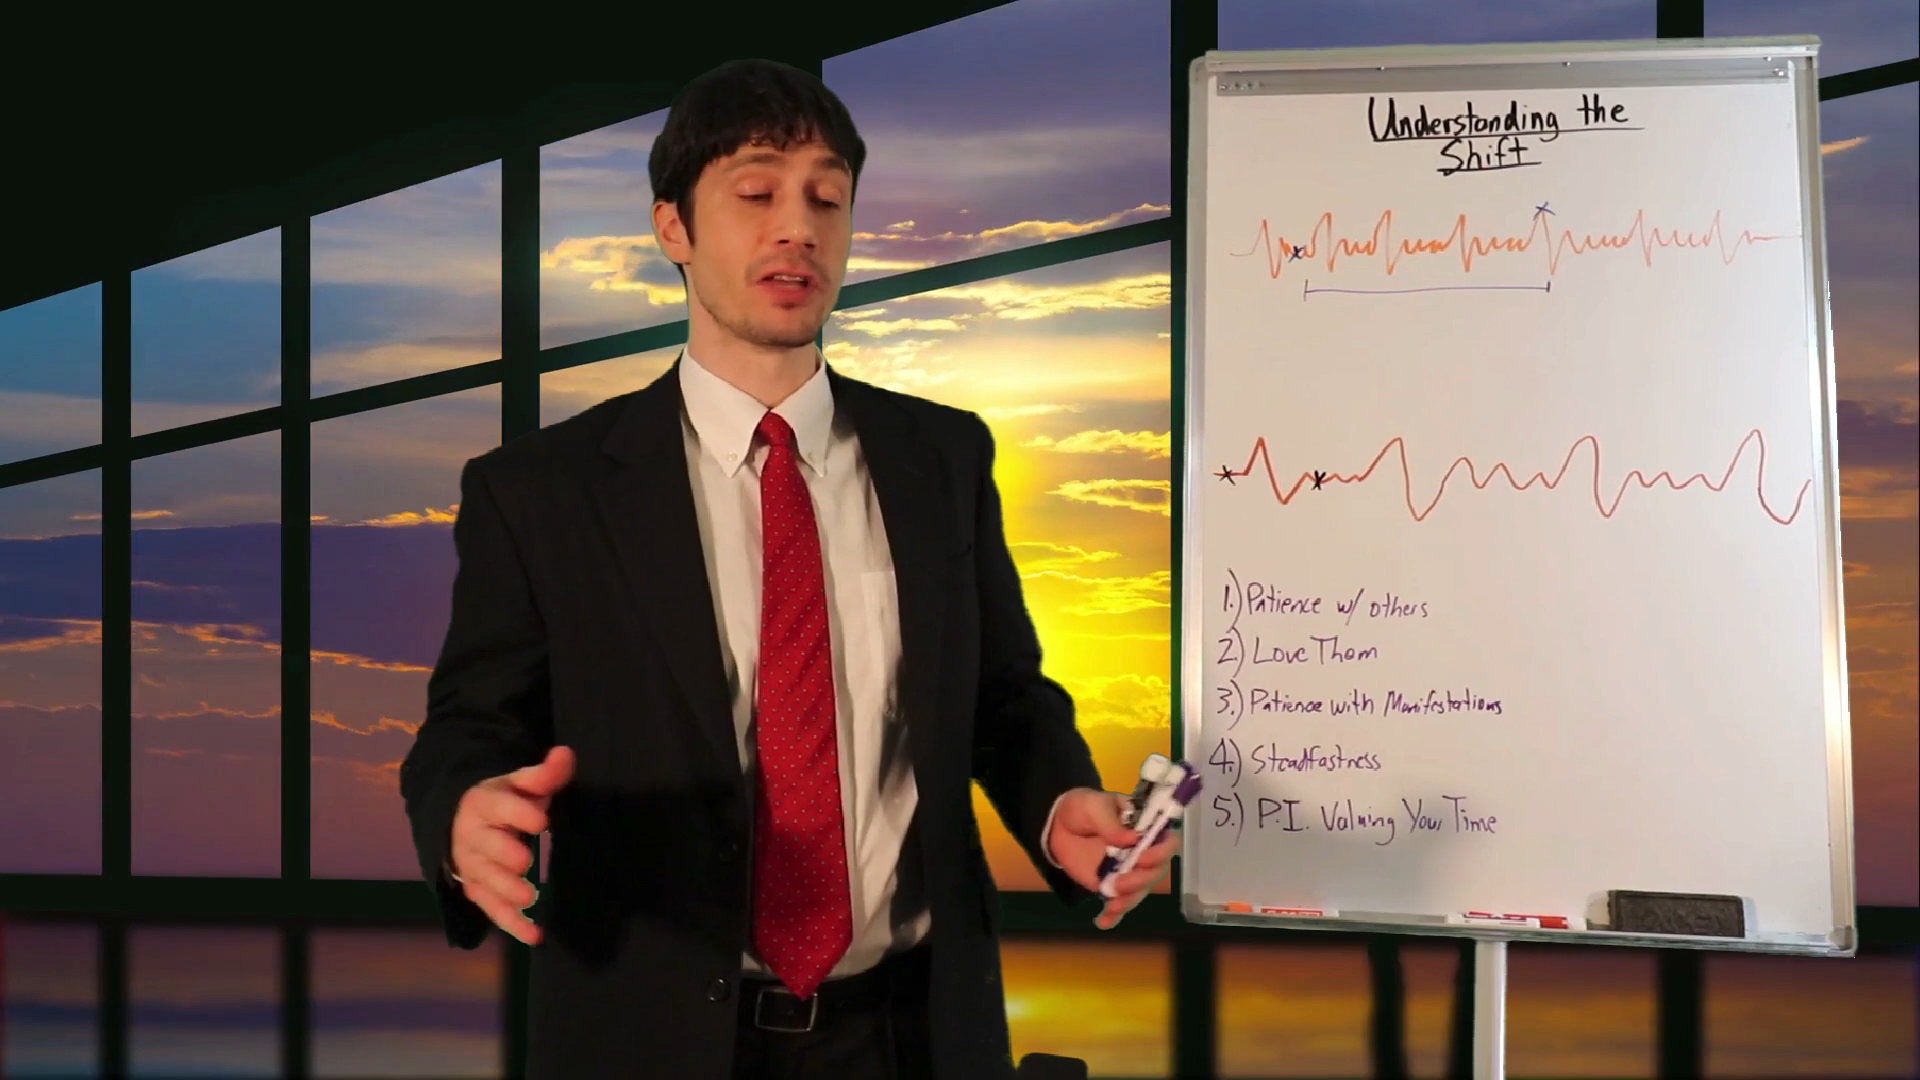 Understanding the
Shift
1.) Patience w/ others
2.) Love Them
3.) Patience with Manifestations
4.) Steadfastness
5.) P.I. Valuing Your Time